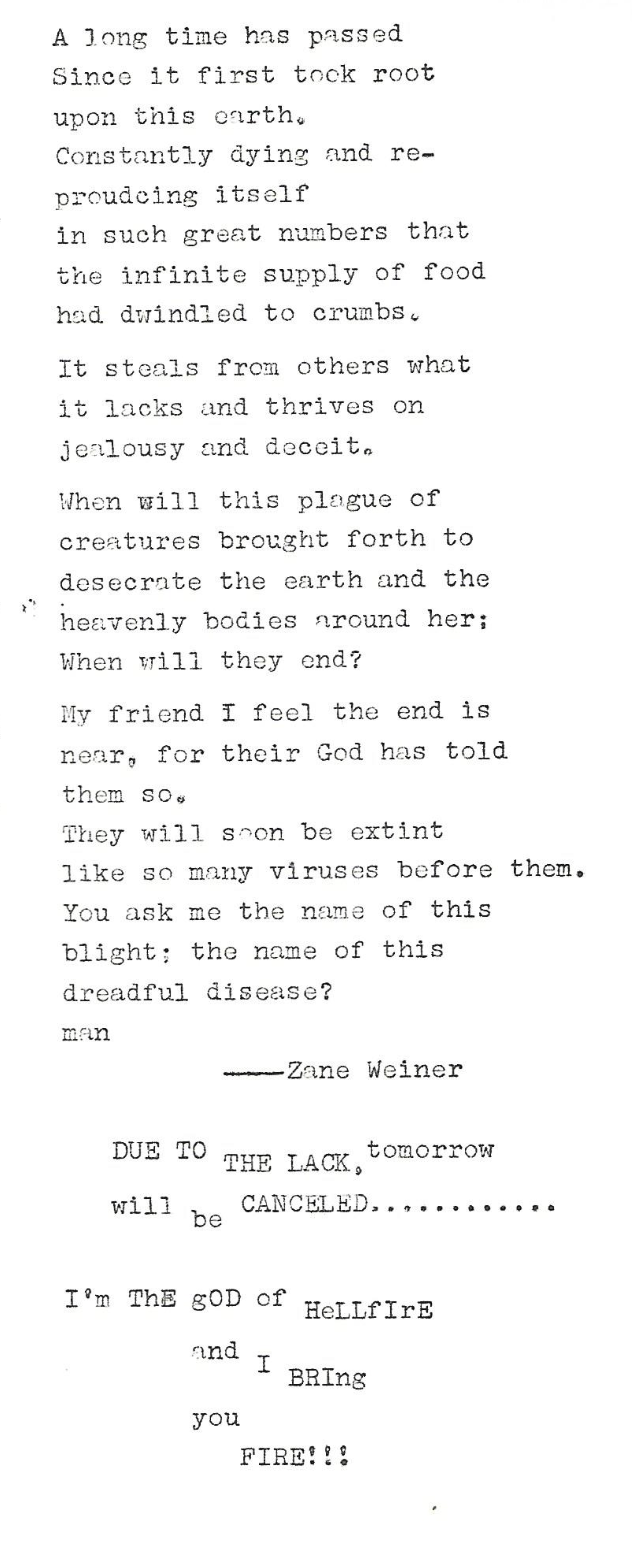 A long time has passed
Since it first took root
upon this earth.
Constantly dying and re-
proudcing itself
in such great numbers that
the infinite supply of food
had dwindled to crumbs.
It steals from others what
it lacks and thrives on
jealousy and deceit.
When will this plague of
creatures brought forth to
desecrate the earth and the
heavenly bodies around her;
When will they end?
My friend I feel the end is
near, for their God has told
them so.
They will soon be extint
like so many viruses before them.
You ask me the name of this
blight; the name of this
dreadful disease?
man
——Zane Weiner
DUE TO THE LACK, tomorrow
will be CANCELED.............
I'm ThE gOD of HeLLfIrE
and I BRIng
you
FIRE!!!